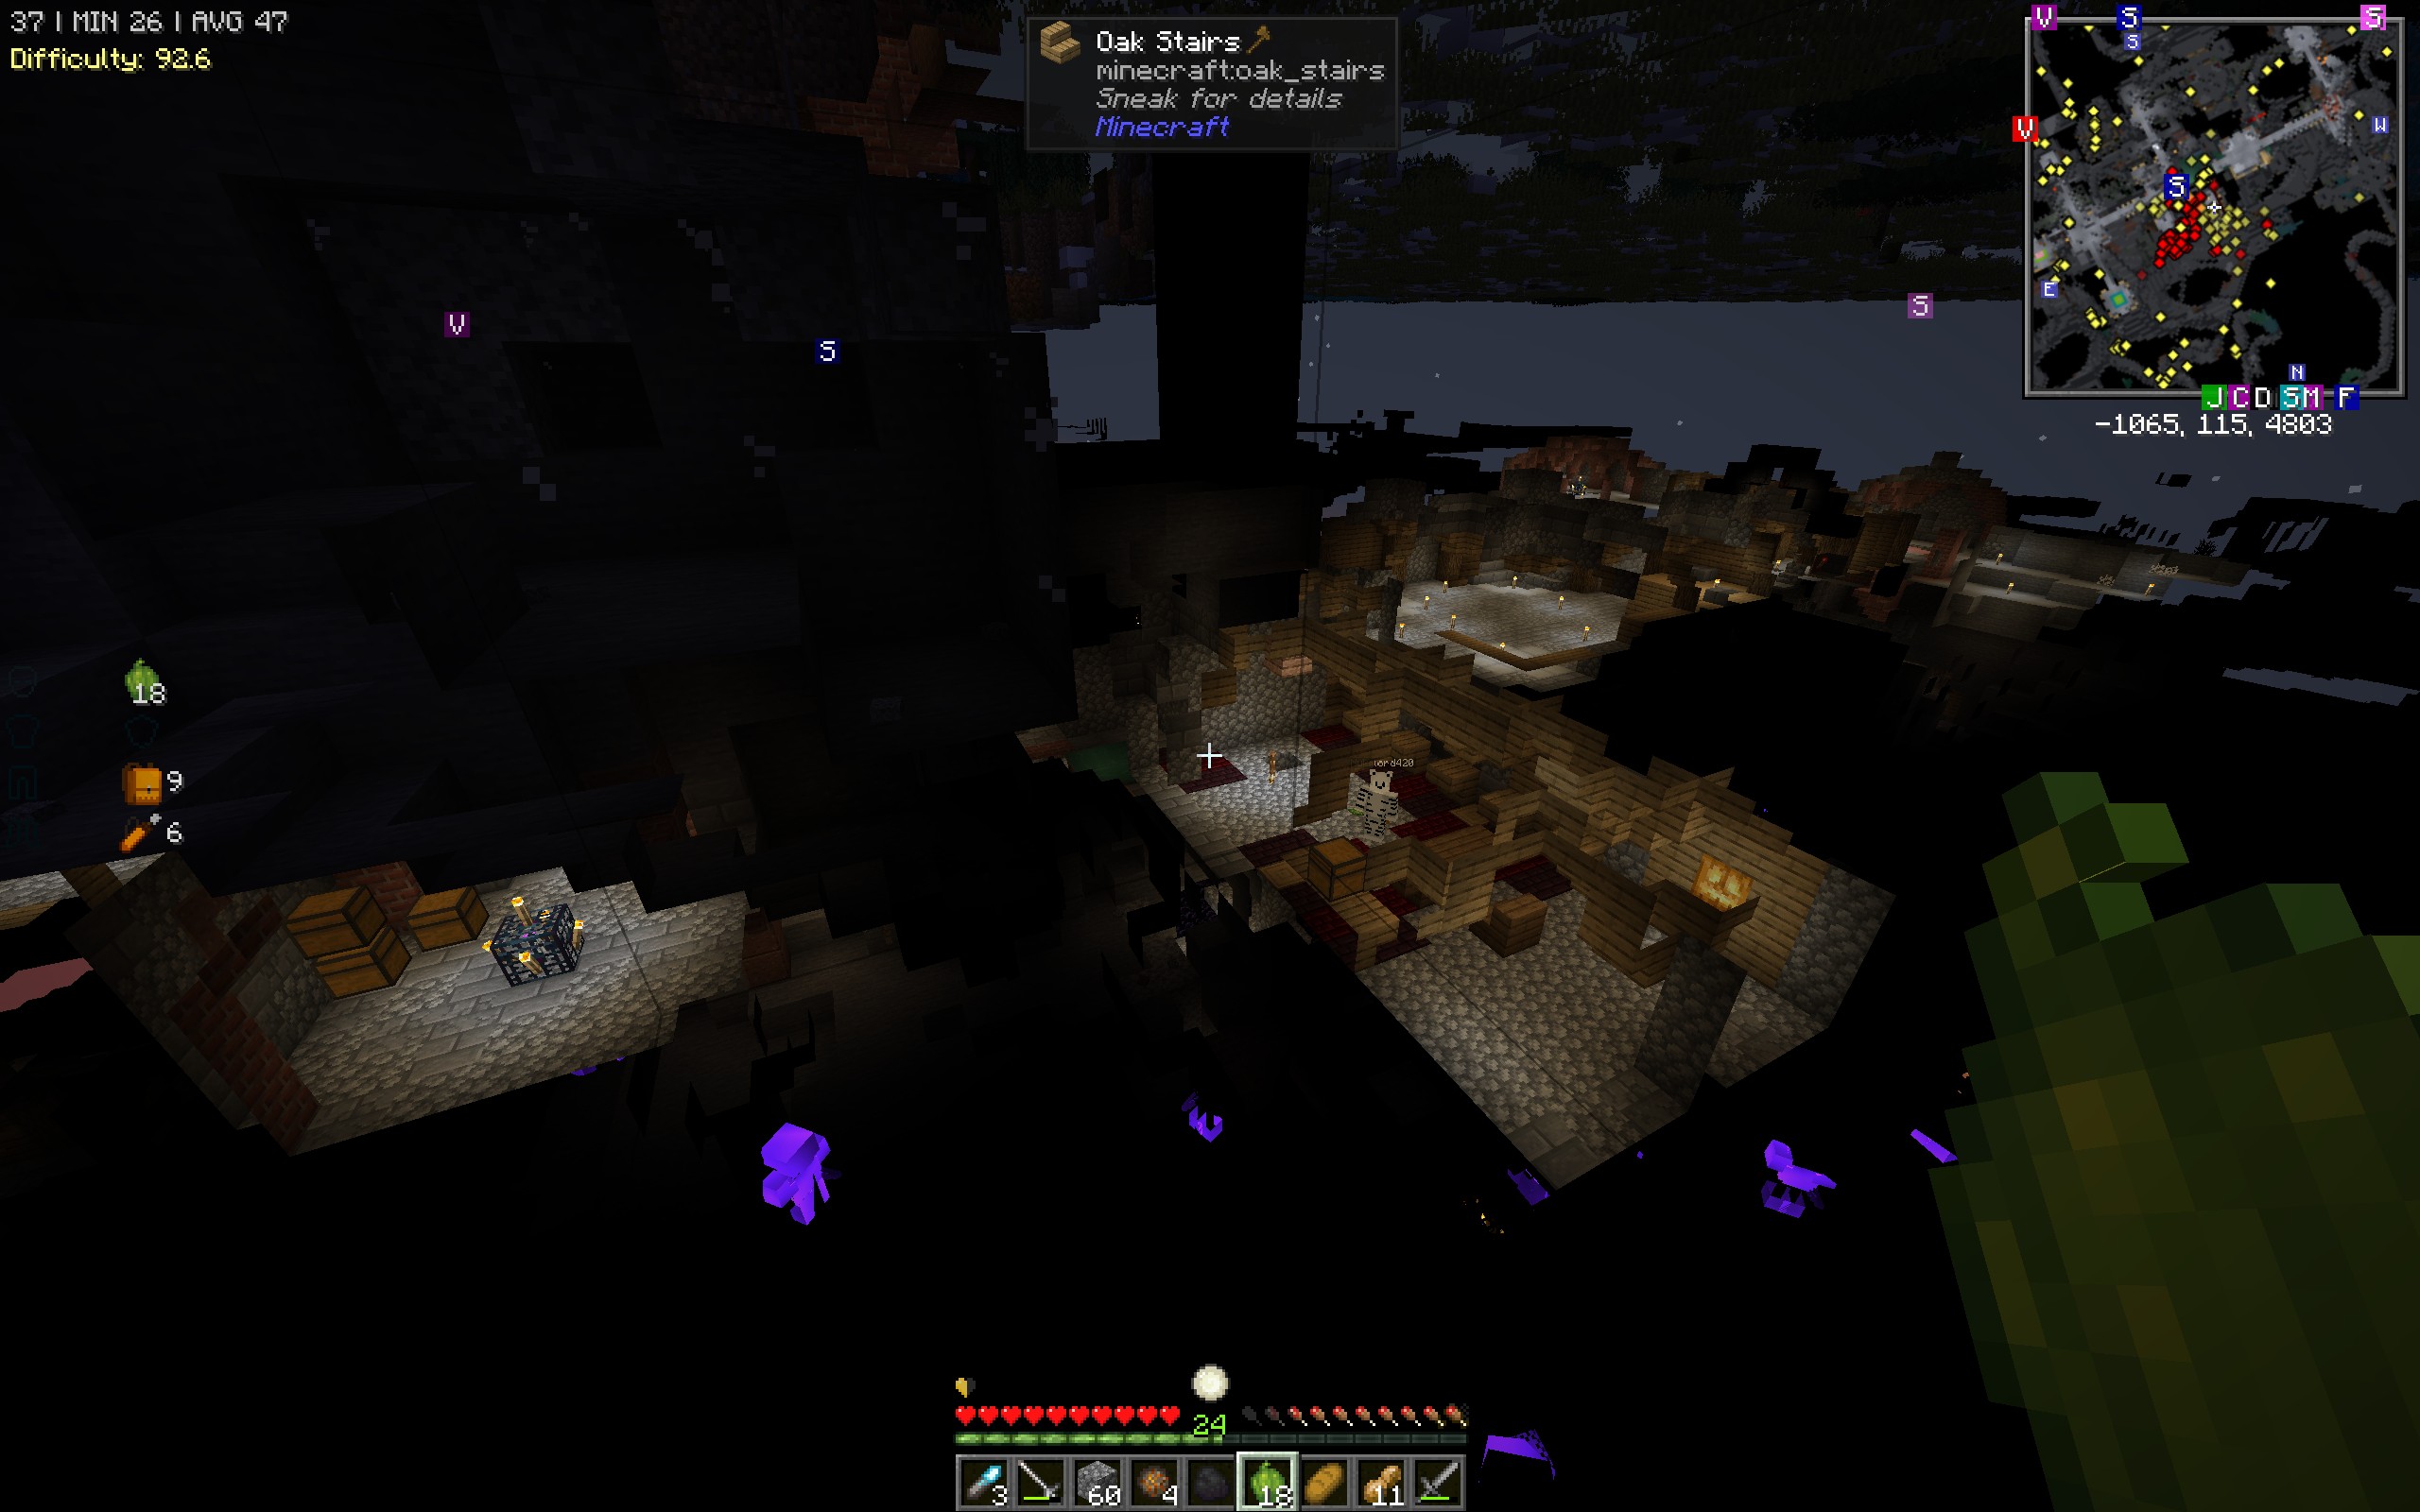 37 | MIN 26 | AVG 47
Difficulty: 92.6
Oak Stairs
minecraft:oak_stairs
Sneak for details
Minecraft
V
S
S
S
V
W
S
E
N
J C D S M F
-1065, 115, 4803
V
S
S
18
9
6
24
3
60
4
18
11